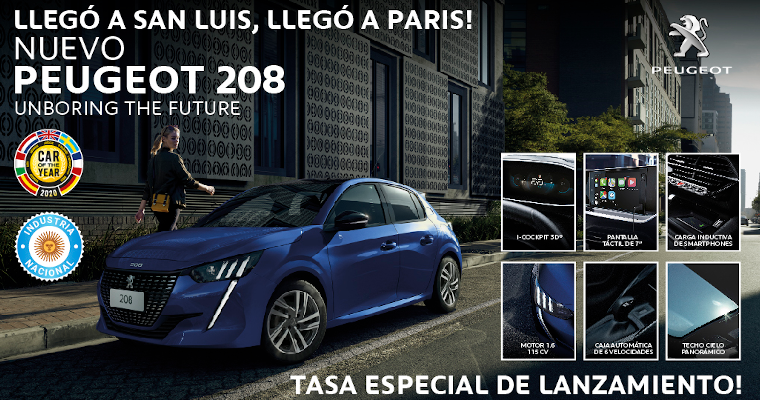 LLEGÓ A SAN LUIS, LLEGÓ A PARIS!
NUEVO
PEUGEOT 208
UNBORING THE FUTURE
PEUGEOT
CAR
OF THE
YEAR
2020
INDUSTRIA
NACIONAL
208
208
I-COCKPIT 3D®
PANTALLA
TÁCTIL DE 7"
CARGA INDUCTIVA
DE SMARTPHONES
MOTOR 1.6
115 CV
CAJA AUTOMÁTICA
DE 6 VELOCIDADES
TECHO CIELO
PANORÁMICO
TASA ESPECIAL DE LANZAMIENTO!